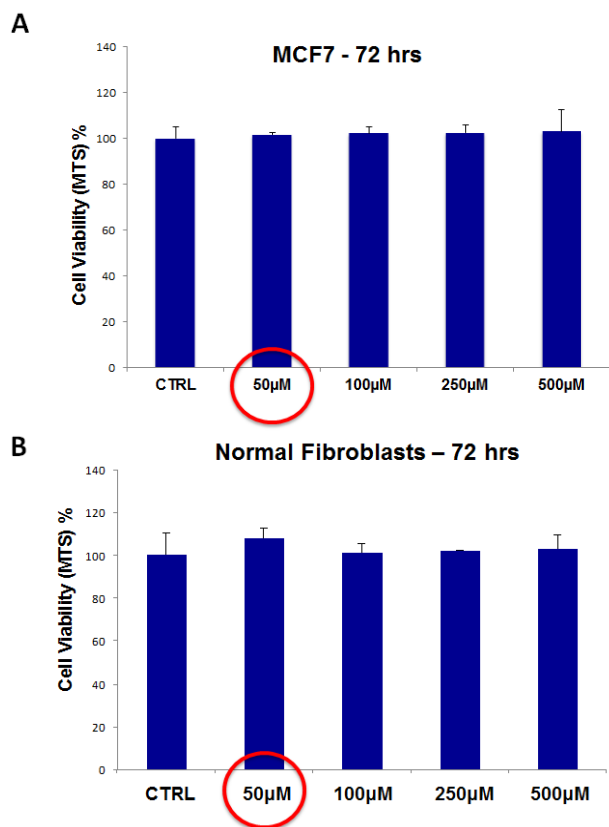 A
MCF7 - 72 hrs
Cell Viability (MTS) %
140
120
100
80
60
40
20
0
CTRL 50µM 100µM 250µM 500µM
B
Normal Fibroblasts – 72 hrs
Cell Viability (MTS) %
140
120
100
80
60
40
20
0
CTRL 50µM 100µM 250µM 500µM